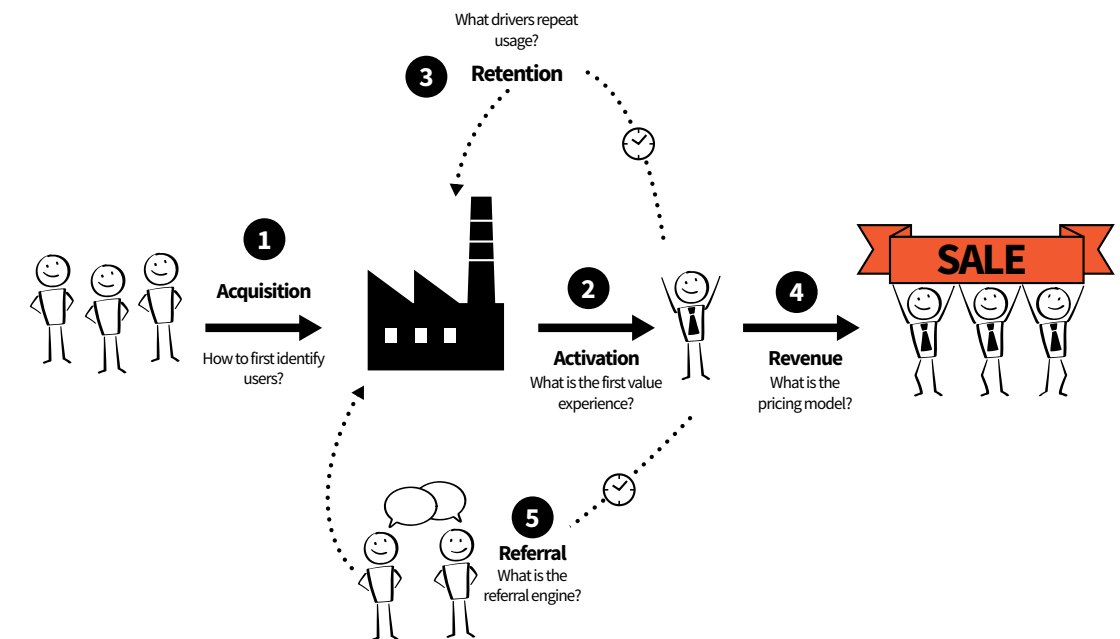 What drivers repeat
usage?
3
Retention
1
Acquisition
How to first identify
users?
2
Activation
What is the first value
experience?
4
Revenue
What is the
pricing model?
SALE
5
Referral
What is the
referral engine?